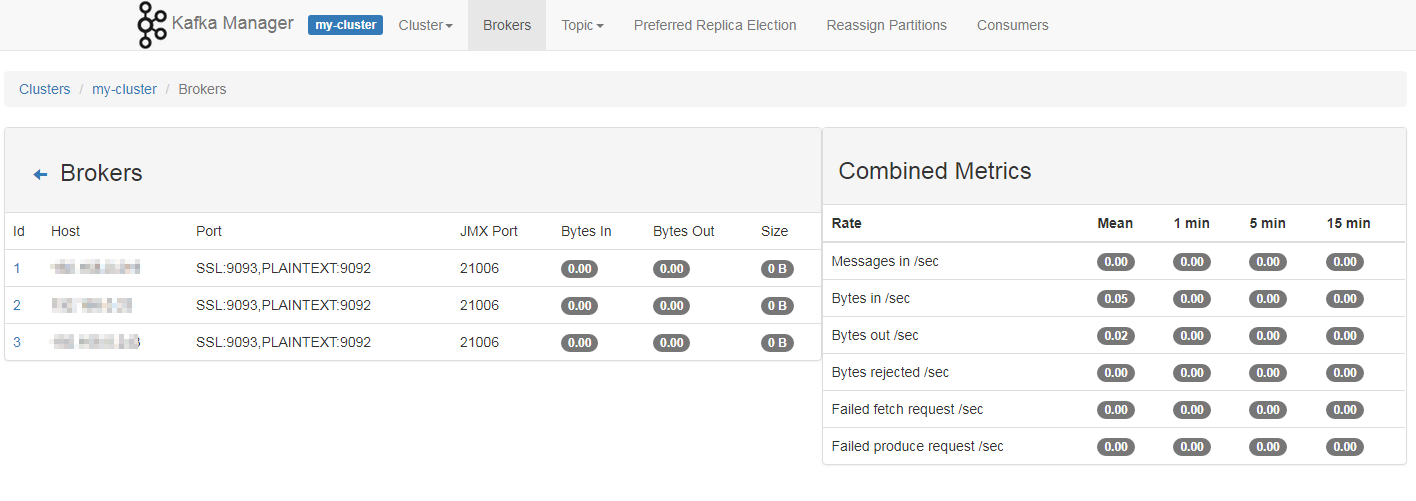 Kafka Manager my-cluster Cluster Brokers Topic Preferred Replica Election Reassign Partitions Consumers
Clusters / my-cluster / Brokers
Brokers
Id Host Port JMX Port Bytes In Bytes Out Size
1 SSL:9093,PLAINTEXT:9092 21006 0.00 0.00 0 B
2 SSL:9093,PLAINTEXT:9092 21006 0.00 0.00 0 B
3 SSL:9093,PLAINTEXT:9092 21006 0.00 0.00 0 B
Combined Metrics
Rate Mean 1 min 5 min 15 min
Messages in /sec 0.00 0.00 0.00 0.00
Bytes in /sec 0.05 0.00 0.00 0.00
Bytes out /sec 0.02 0.00 0.00 0.00
Bytes rejected /sec 0.00 0.00 0.00 0.00
Failed fetch request /sec 0.00 0.00 0.00 0.00
Failed produce request /sec 0.00 0.00 0.00 0.00